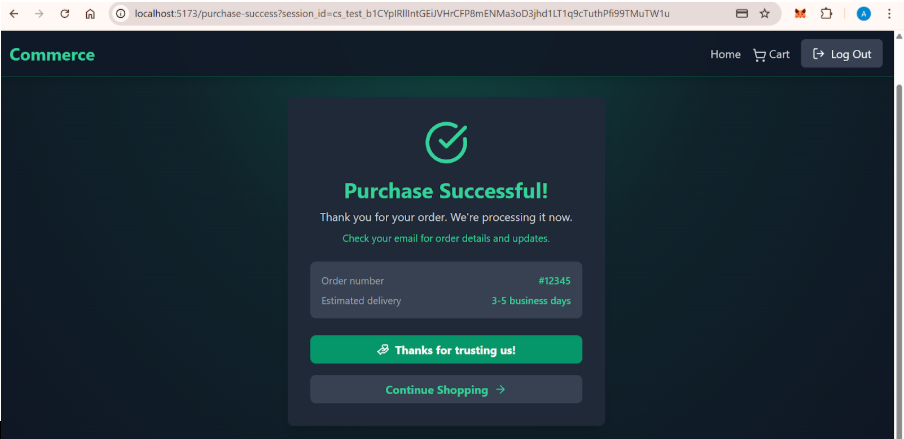 localhost:5173/purchase-success?session_id=cs_test_b1CYpIRllIntGEiJVHrCFP8mENMa3oD3jhd1LT1q9cTuthPfi99TMuTW1u
A
Commerce
Home Cart Log Out
Purchase Successful!
Thank you for your order. We're processing it now.
Check your email for order details and updates.
Order number #12345
Estimated delivery 3-5 business days
Thanks for trusting us!
Continue Shopping